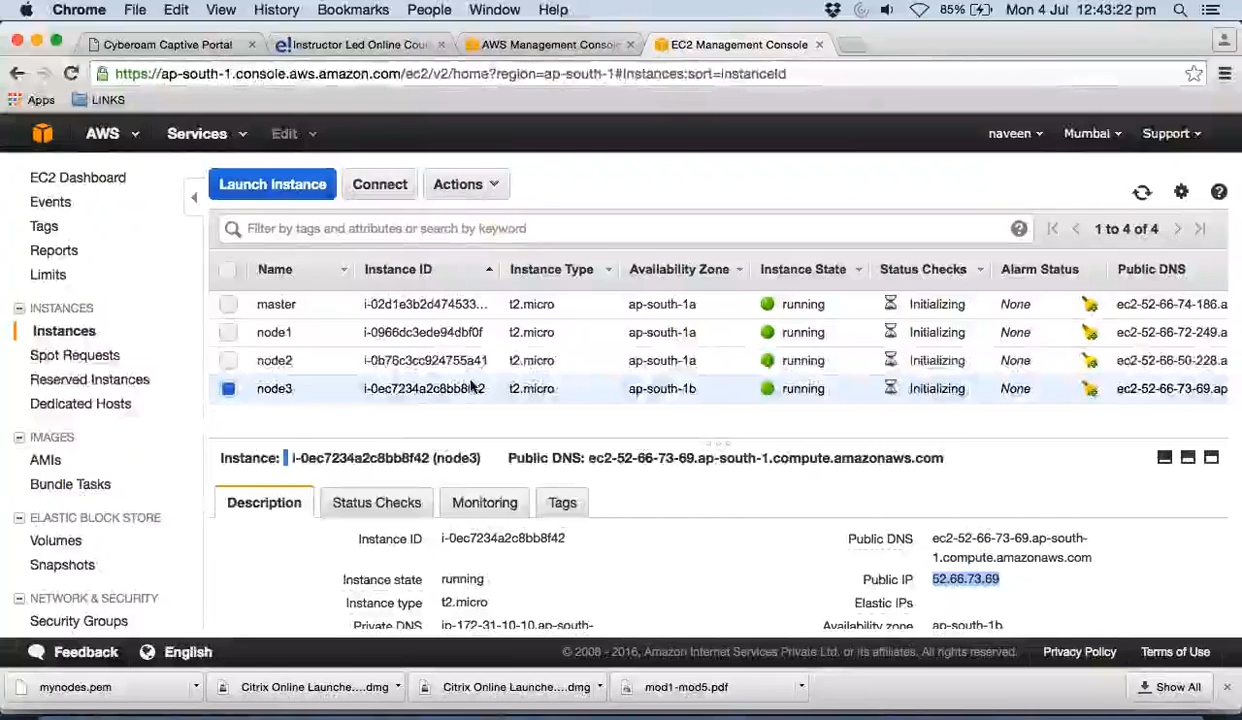 Chrome File Edit View History Bookmarks People Window Help 85% Mon 4 Jul 12:43:22 pm
Cyberoam Captive Portal × Instructor Led Online Cou × AWS Management Consol × EC2 Management Console ×
https://ap-south-1.console.aws.amazon.com/ec2/v2/home?region=ap-south-1#Instances:sort=instanceId
Apps LINKS
AWS Services Edit naveen Mumbai Support
EC2 Dashboard
Events
Tags
Reports
Limits
INSTANCES
Instances
Spot Requests
Reserved Instances
Dedicated Hosts
IMAGES
AMIs
Bundle Tasks
ELASTIC BLOCK STORE
Volumes
Snapshots
NETWORK & SECURITY
Security Groups
Launch Instance Connect Actions
Filter by tags and attributes or search by keyword 1 to 4 of 4
Name Instance ID Instance Type Availability Zone Instance State Status Checks Alarm Status Public DNS
master i-02d1e3b2d474533... t2.micro ap-south-1a running Initializing None ec2-52-66-74-186.a
node1 i-0966dc3ede94dbf0f t2.micro ap-south-1a running Initializing None ec2-52-66-72-249.a
node2 i-0b76c3cc924755a41 t2.micro ap-south-1a running Initializing None ec2-52-66-50-228.a
node3 i-0ec7234a2c8bb8f42 t2.micro ap-south-1b running Initializing None ec2-52-66-73-69.ap
Instance: i-0ec7234a2c8bb8f42 (node3) Public DNS: ec2-52-66-73-69.ap-south-1.compute.amazonaws.com
Description Status Checks Monitoring Tags
Instance ID i-0ec7234a2c8bb8f42 Public DNS ec2-52-66-73-69.ap-south-
1.compute.amazonaws.com
Instance state running Public IP 52.66.73.69
Instance type t2.micro Elastic IPs
Private DNS ip-172-31-10-10.ap-south- Availability zone ap-south-1b
Feedback English © 2008 - 2016, Amazon Internet Services Private Ltd. or its affiliates. All rights reserved. Privacy Policy Terms of Use
mynodes.pem Citrix Online Launche....dmg Citrix Online Launche....dmg mod1-mod5.pdf Show All